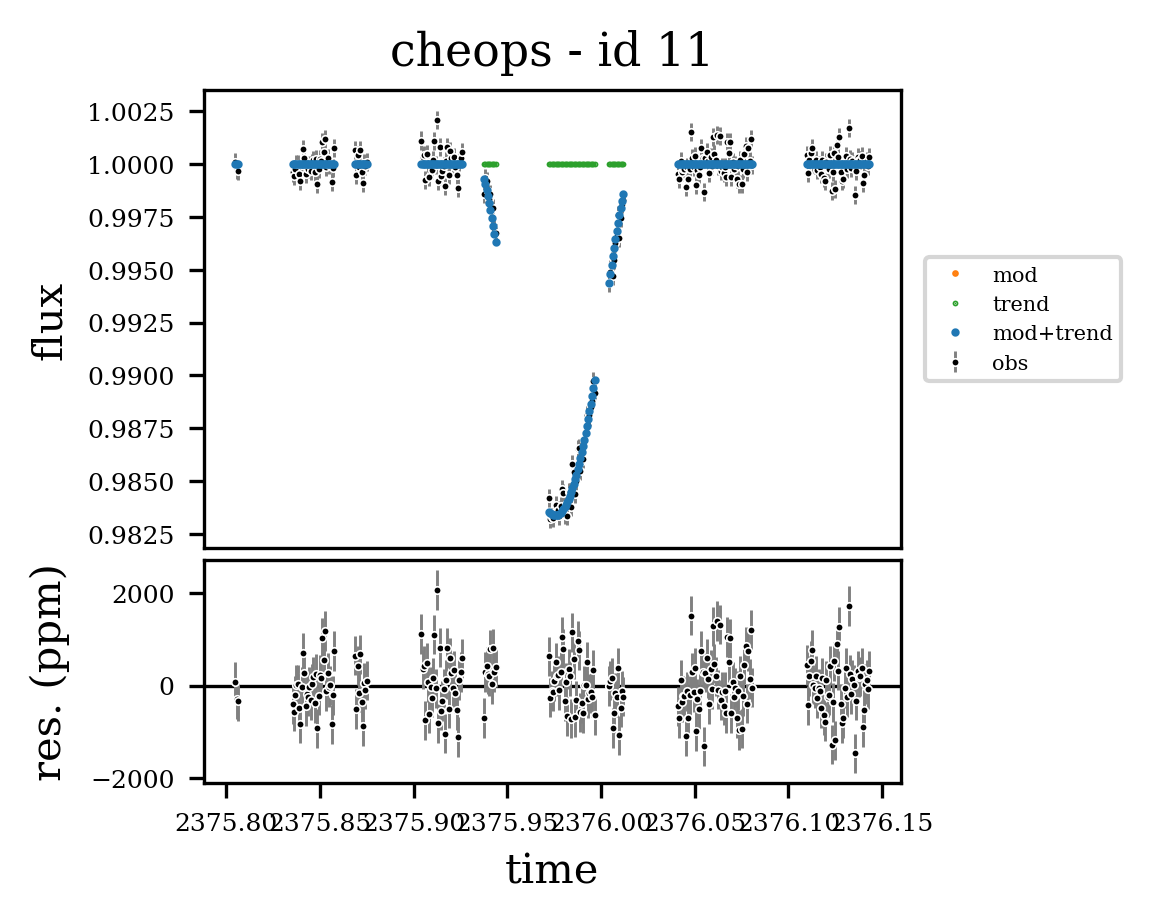 cheops - id 11
1.0025
1.0000
0.9975
0.9950
0.9925
0.9900
0.9875
0.9850
0.9825
flux
mod
trend
mod+trend
obs
2000
0
−2000
res. (ppm)
2375.80 2375.85 2375.90 2375.95 2376.00 2376.05 2376.10 2376.15
time